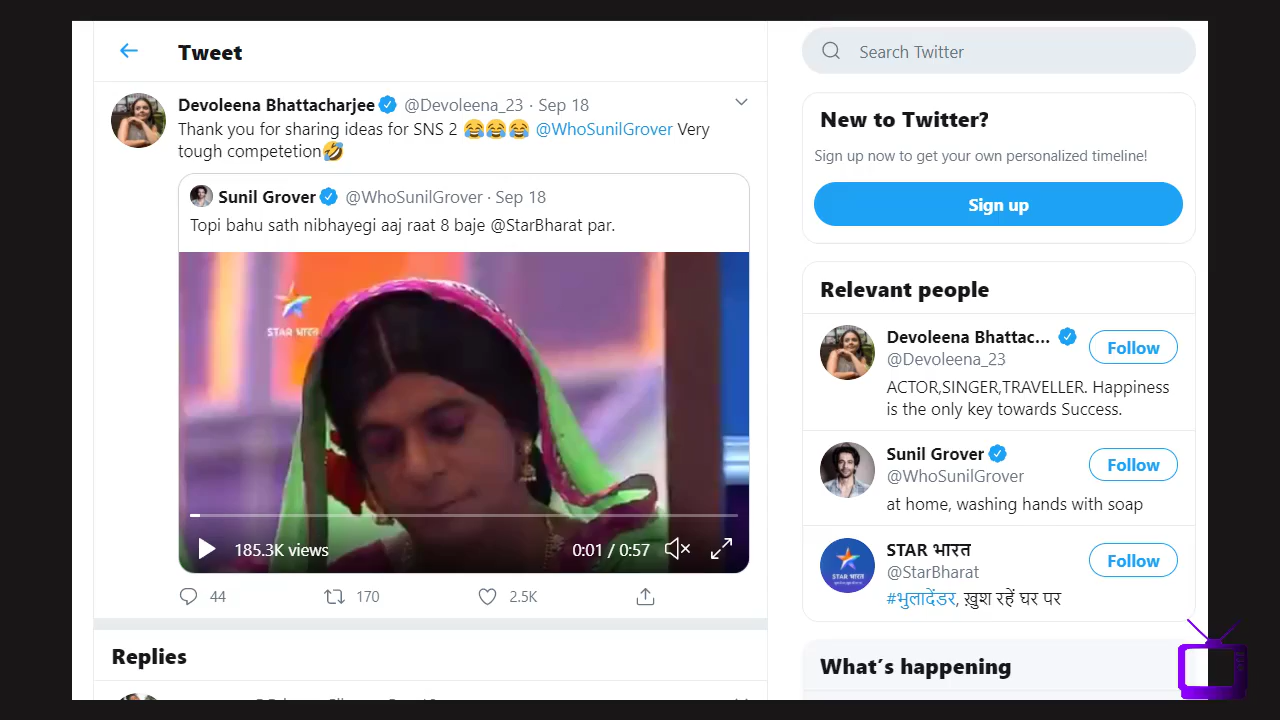 Tweet
Devoleena Bhattacharjee @Devoleena_23 · Sep 18
Thank you for sharing ideas for SNS 2 😂😂😂 @WhoSunilGrover Very
tough competetion🤣
Sunil Grover @WhoSunilGrover · Sep 18
Topi bahu sath nibhayegi aaj raat 8 baje @StarBharat par.
STAR भारत
185.3K views
0:01 / 0:57
44
170
2.5K
Replies
Search Twitter
New to Twitter?
Sign up now to get your own personalized timeline!
Sign up
Relevant people
Devoleena Bhattac...
Follow
@Devoleena_23
ACTOR,SINGER,TRAVELLER. Happiness
is the only key towards Success.
Sunil Grover
Follow
@WhoSunilGrover
at home, washing hands with soap
STAR भारत
Follow
@StarBharat
STAR भारत
#भुलादेंडर, ख़ुश रहें घर पर
What's happening